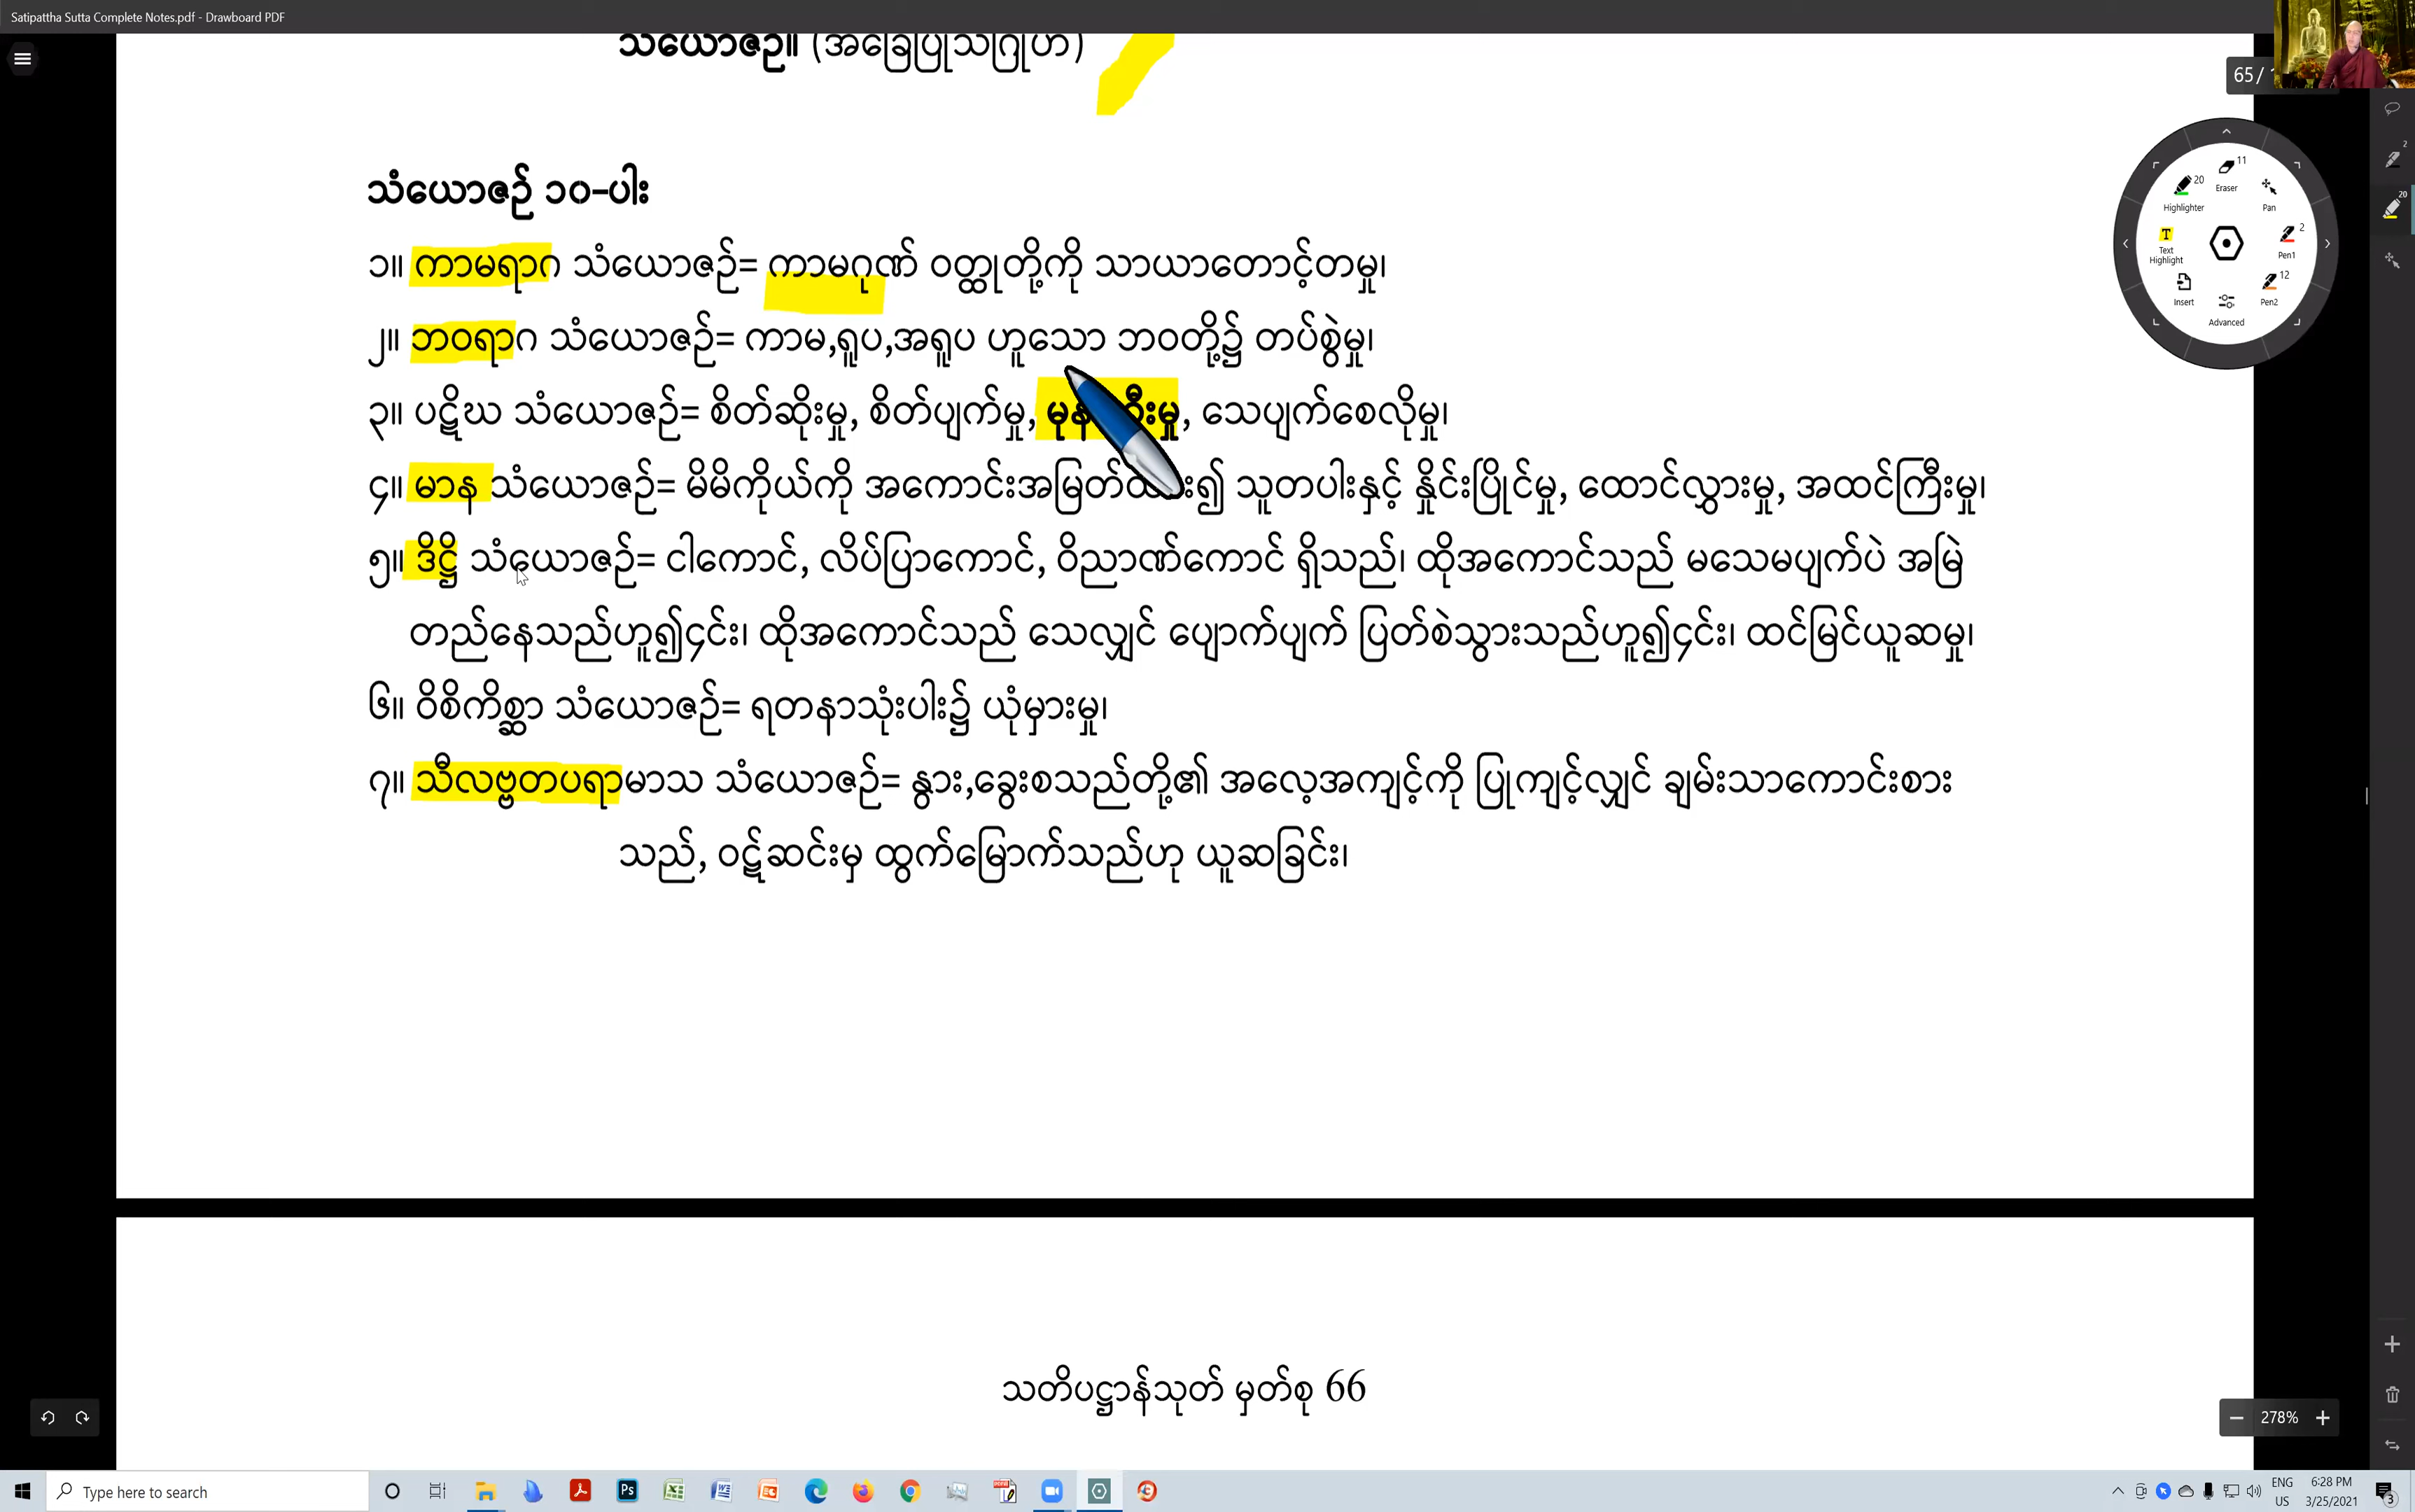 Satipattha Sutta Complete Notes.pdf - Drawboard PDF
သံယောဇဉ်။ (အခြေပြုသင်္ဂြုဟ်)
65/
သံယောဇဉ် ၁၀-ပါး
၁။ ကာမရာဂ သံယောဇဉ်= ကာမဂုဏ် ဝတ္ထုတို့ကို သာယာတောင့်တမှု၊
၂။ ဘဝရာဂ သံယောဇဉ်= ကာမ,ရူပ,အရူပ ဟူသော ဘဝတို့၌ တပ်စွဲမှု၊
၃။ ပဋိဃ သံယောဇဉ်= စိတ်ဆိုးမှု, စိတ်ပျက်မှု, သေပျက်စေလိုမှု၊
၄။ မာန သံယောဇဉ်= မိမိကိုယ်ကို အကောင်းအမြတ်ထား၍ သူတပါးနှင့် နှိုင်းပြိုင်မှု, ထောင်လွှားမှု, အထင်ကြီးမှု၊
၅။ ဒိဋ္ဌိ သံယောဇဉ်= ငါကောင်, လိပ်ပြာကောင်, ဝိညာဏ်ကောင် ရှိသည်၊ ထိုအကောင်သည် မသေမပျက်ပဲ အမြဲ
တည်နေသည်ဟူ၍၎င်း၊ ထိုအကောင်သည် သေလျှင် ပျောက်ပျက် ပြတ်စဲသွားသည်ဟူ၍၎င်း၊ ထင်မြင်ယူဆမှု၊
၆။ ဝိစိကိစ္ဆာ သံယောဇဉ်= ရတနာသုံးပါး၌ ယုံမှားမှု၊
၇။ သီလဗ္ဗတပရာမာသ သံယောဇဉ်= နွား,ခွေးစသည်တို့၏ အလေ့အကျင့်ကို ပြုကျင့်လျှင် ချမ်းသာကောင်းစား
သည်, ဝဋ်ဆင်းမှ ထွက်မြောက်သည်ဟု ယူဆခြင်း၊
သတိပဋ္ဌာန်သုတ် မှတ်စု 66
20
Highlighter
11
Eraser
Pan
Text
Highlight
2
Pen1
Insert
12
Pen2
Advanced
2
20
278%
Type here to search
ENG
US
6:28 PM
3/25/2021
3